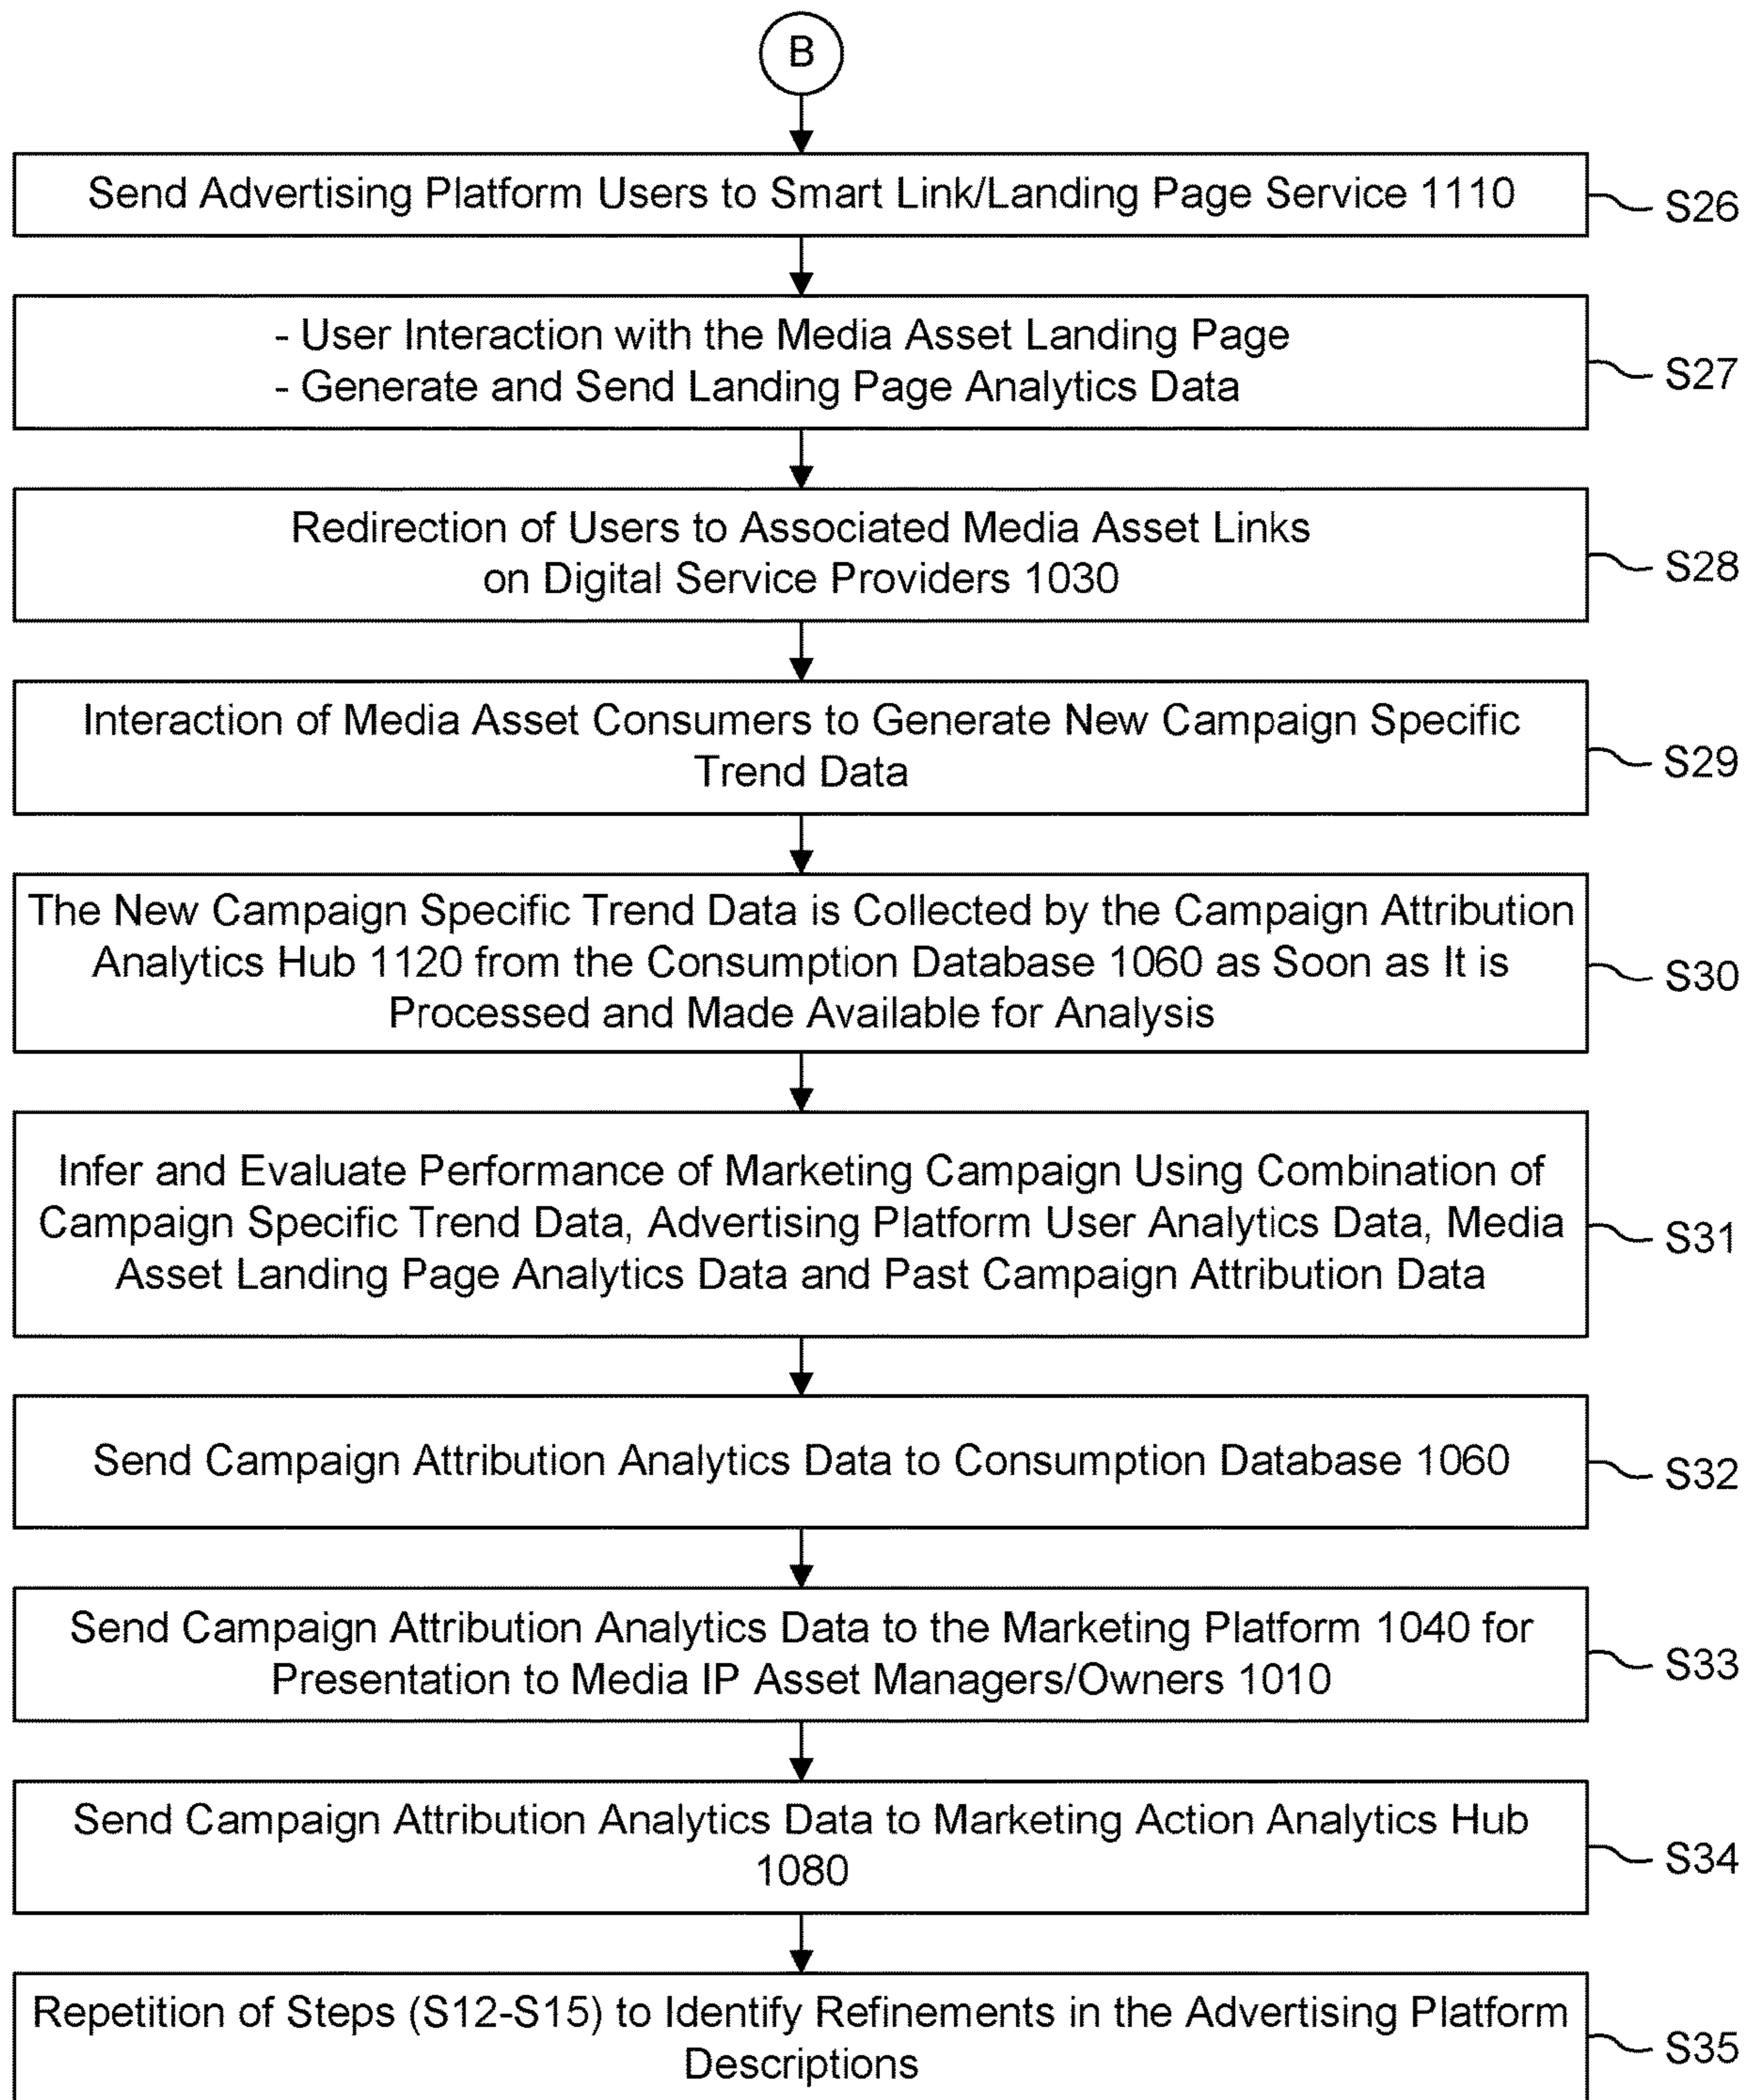 B
Send Advertising Platform Users to Smart Link/Landing Page Service 1110
S26
- User Interaction with the Media Asset Landing Page
- Generate and Send Landing Page Analytics Data
S27
Redirection of Users to Associated Media Asset Links
on Digital Service Providers 1030
S28
Interaction of Media Asset Consumers to Generate New Campaign Specific
Trend Data
S29
The New Campaign Specific Trend Data is Collected by the Campaign Attribution
Analytics Hub 1120 from the Consumption Database 1060 as Soon as It is
Processed and Made Available for Analysis
S30
Infer and Evaluate Performance of Marketing Campaign Using Combination of
Campaign Specific Trend Data, Advertising Platform User Analytics Data, Media
Asset Landing Page Analytics Data and Past Campaign Attribution Data
S31
Send Campaign Attribution Analytics Data to Consumption Database 1060
S32
Send Campaign Attribution Analytics Data to the Marketing Platform 1040 for
Presentation to Media IP Asset Managers/Owners 1010
S33
Send Campaign Attribution Analytics Data to Marketing Action Analytics Hub
1080
S34
Repetition of Steps (S12-S15) to Identify Refinements in the Advertising Platform
Descriptions
S35